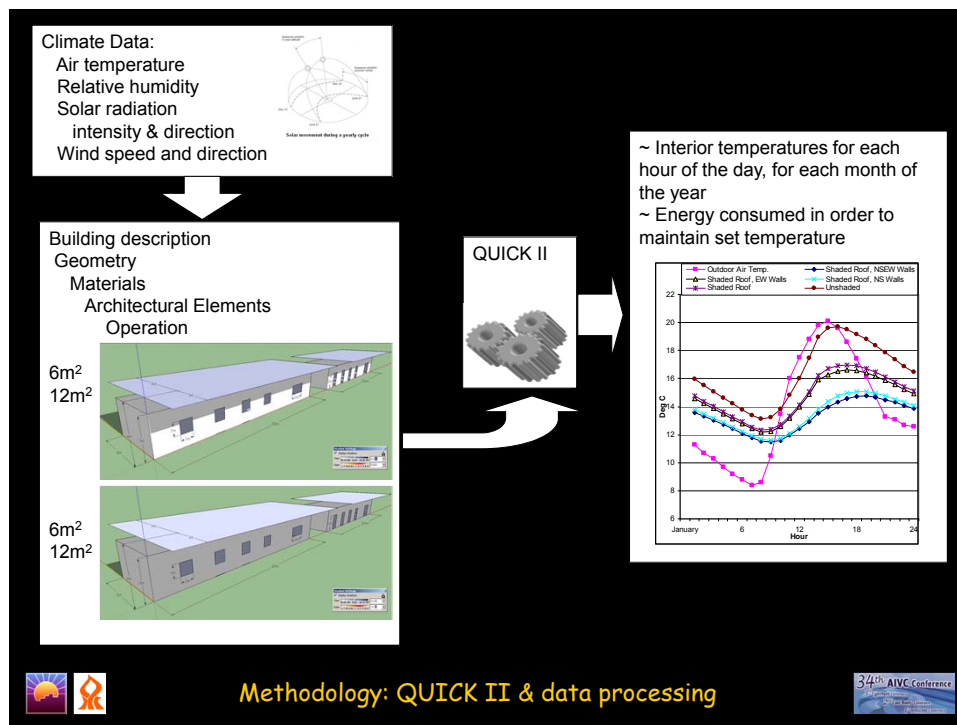 Climate Data:
Air temperature
Relative humidity
Solar radiation
intensity & direction
Wind speed and direction
Solar movement during a yearly cycle
Building description
Geometry
Materials
Architectural Elements
Operation
6m²
12m²
6m²
12m²
QUICK II
~ Interior temperatures for each
hour of the day, for each month of
the year
~ Energy consumed in order to
maintain set temperature
Outdoor Air Temp. Shaded Roof, NSEW Walls
Shaded Roof, EW Walls Shaded Roof, NS Walls
Shaded Roof Unshaded
22
20
18
16
14
12
10
8
6
Deg C
January 6 12 18 24
Hour
Methodology: QUICK II & data processing
34th AIVC Conference